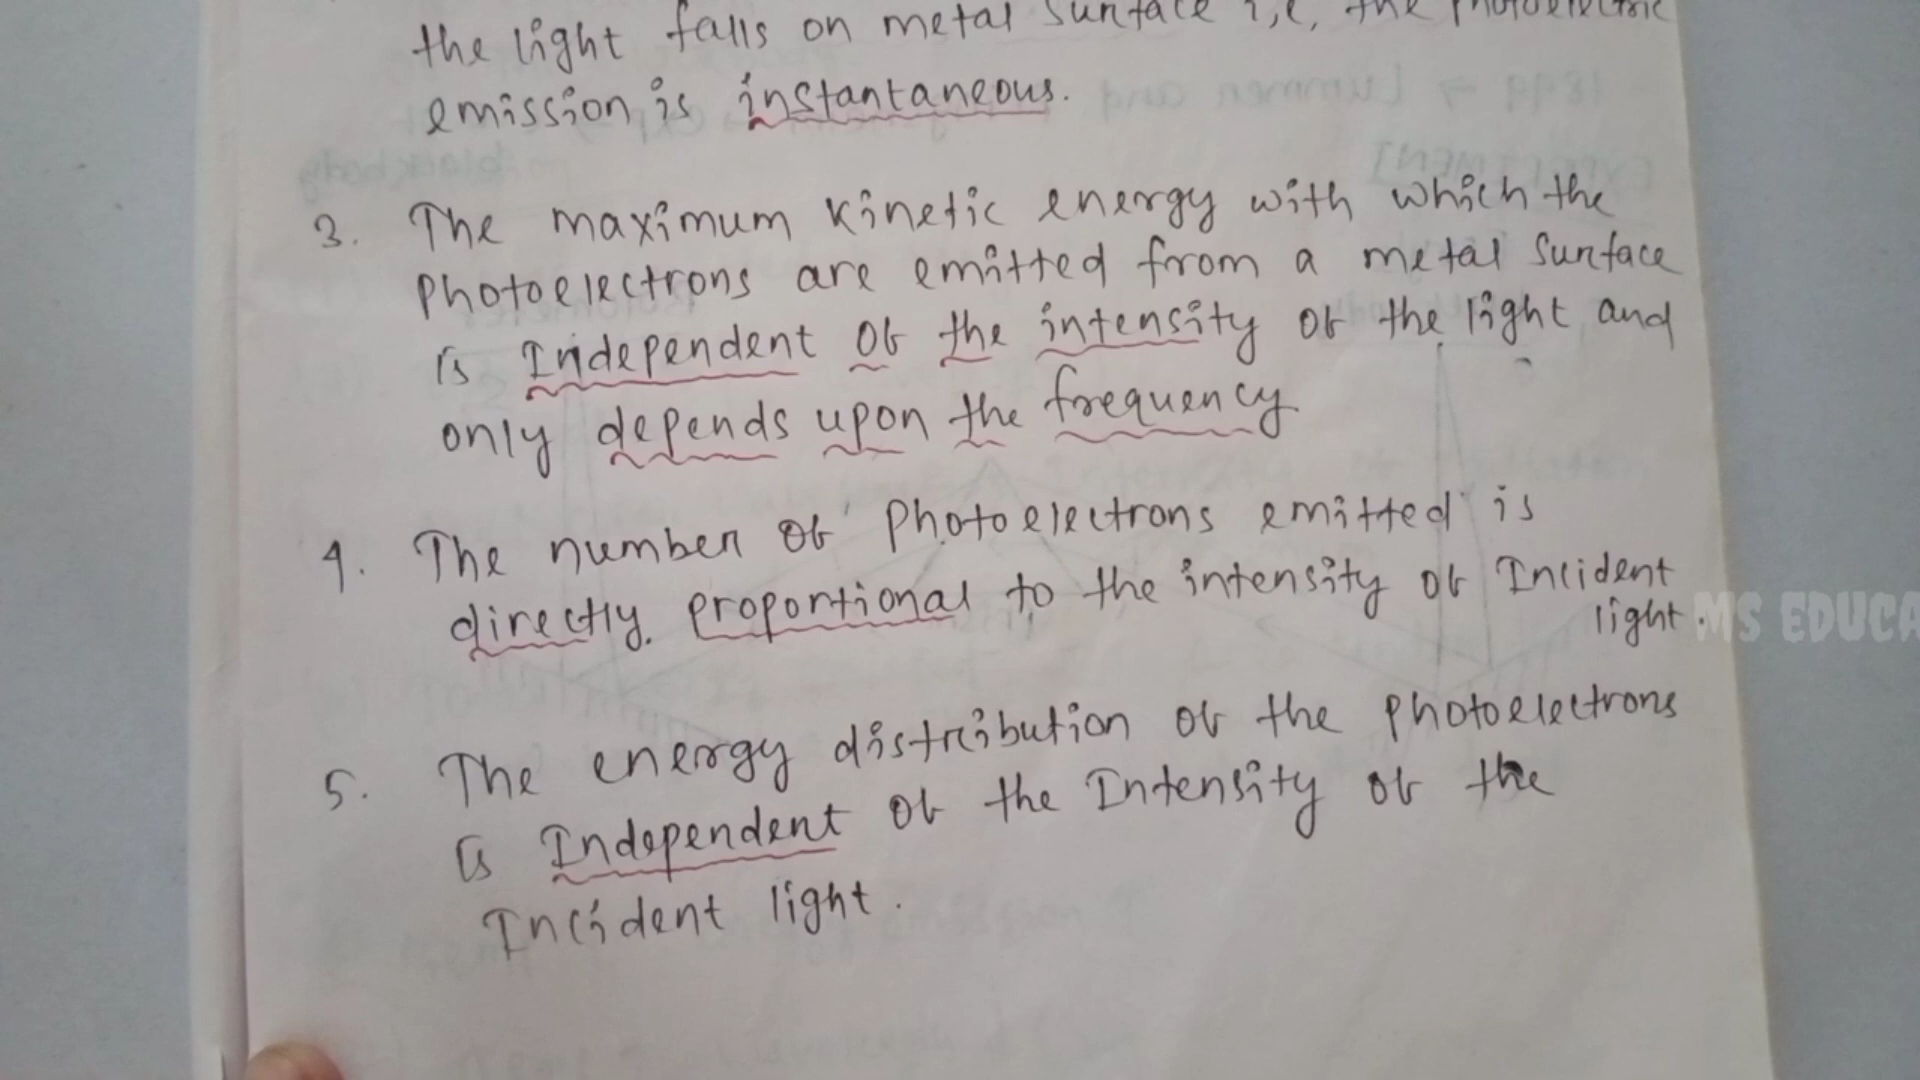 the light falls on metal surface i,e, the photoelectric
emission is instantaneous.
3. The maximum kinetic energy with which the
photoelectrons are emitted from a metal surface
is Independent of the intensity of the light and
only depends upon the frequency
4. The number of photoelectrons emitted is
directly proportional to the intensity of Incident
light.
MS EDUCA
5. The energy distribution of the photoelectrons
is Independent of the Intensity of the
Incident light.